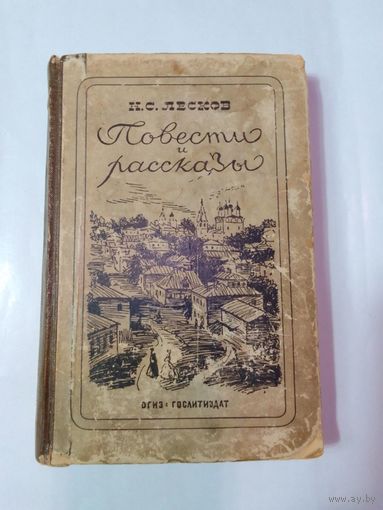 Н.С. ЛЕСКОВ
Повести
и
рассказы
ОГИЗ • ГОСЛИТИЗДАТ
www.ay.by